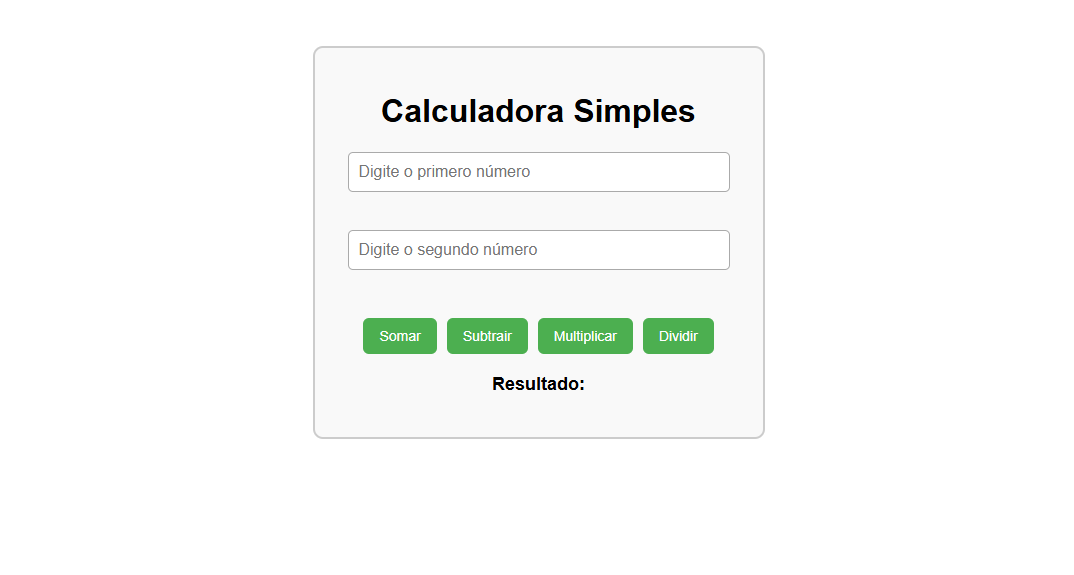 Calculadora Simples
Digite o primero número
Digite o segundo número
Somar Subtrair Multiplicar Dividir
Resultado: